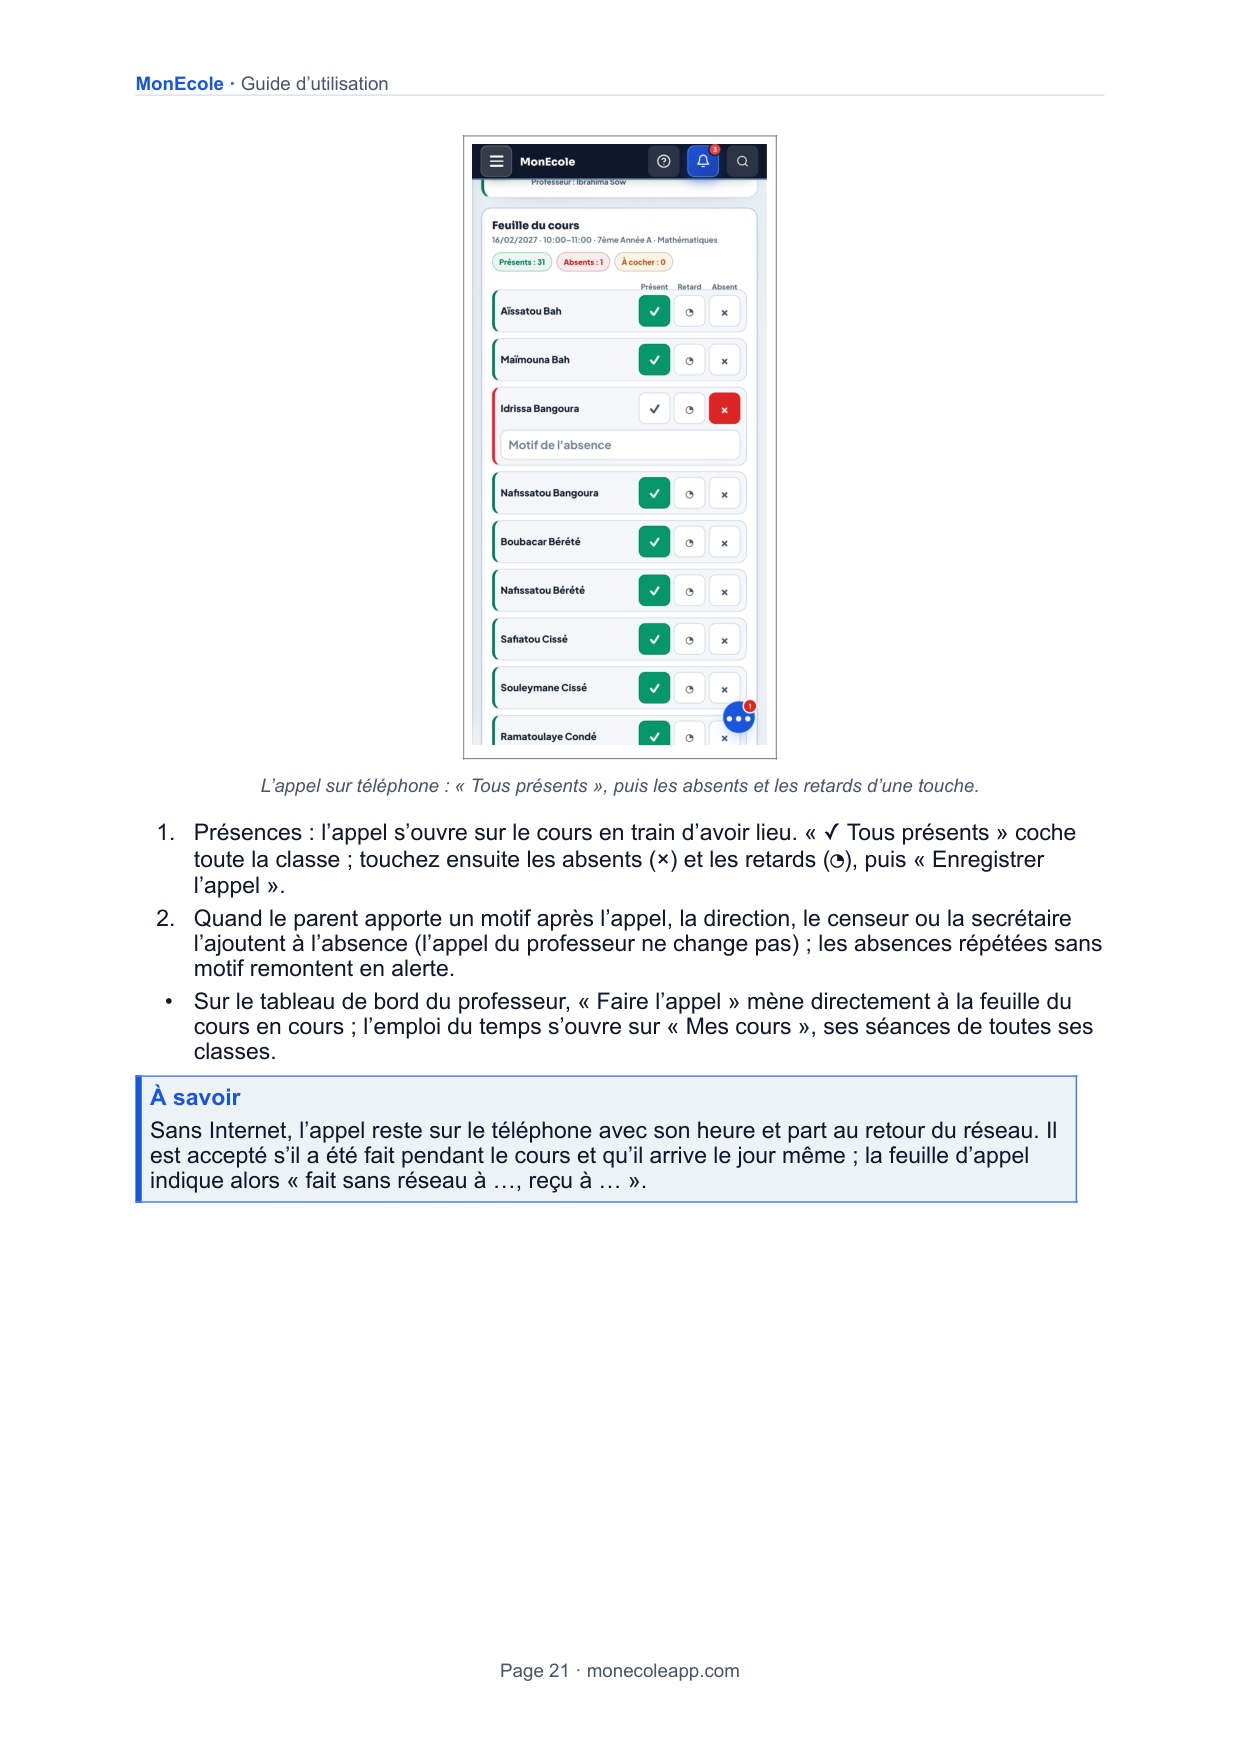 MonEcole · Guide d’utilisation
MonEcole
3
Professeur : Ibrahima Sow
Feuille du cours
16/02/2027 · 10:00–11:00 · 7ème Année A · Mathématiques
Présents : 31 Absents : 1 À cocher : 0
Présent Retard Absent
Aïssatou Bah
Maïmouna Bah
Idrissa Bangoura
Motif de l'absence
Nafissatou Bangoura
Boubacar Bérété
Nafissatou Bérété
Safiatou Cissé
Souleymane Cissé
1
Ramatoulaye Condé
L’appel sur téléphone : « Tous présents », puis les absents et les retards d’une touche.
1. Présences : l’appel s’ouvre sur le cours en train d’avoir lieu. « ✓ Tous présents » coche
toute la classe ; touchez ensuite les absents (×) et les retards (◔), puis « Enregistrer
l’appel ».
2. Quand le parent apporte un motif après l’appel, la direction, le censeur ou la secrétaire
l’ajoutent à l’absence (l’appel du professeur ne change pas) ; les absences répétées sans
motif remontent en alerte.
• Sur le tableau de bord du professeur, « Faire l’appel » mène directement à la feuille du
cours en cours ; l’emploi du temps s’ouvre sur « Mes cours », ses séances de toutes ses
classes.
À savoir
Sans Internet, l’appel reste sur le téléphone avec son heure et part au retour du réseau. Il
est accepté s’il a été fait pendant le cours et qu’il arrive le jour même ; la feuille d’appel
indique alors « fait sans réseau à …, reçu à … ».
Page 21 · monecoleapp.com